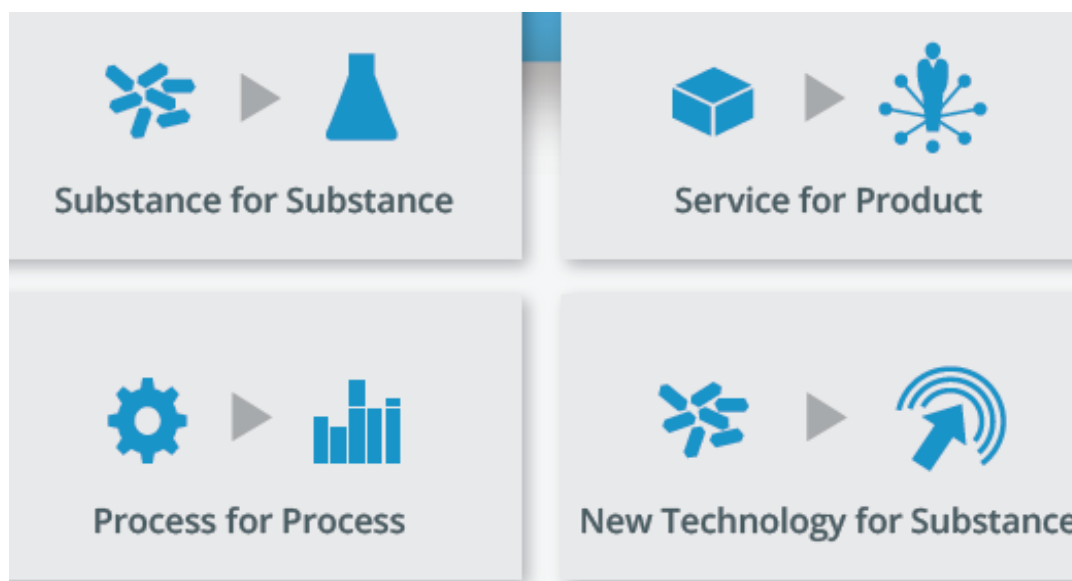 Substance for Substance
Service for Product
Process for Process
New Technology for Substance